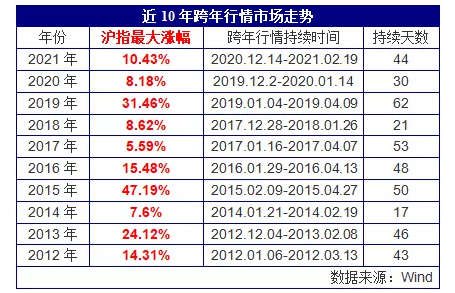 近 10 年跨年行情市场走势
年份 沪指最大涨幅 跨年行情持续时间 持续天数
2021 年 10.43% 2020.12.14-2021.02.19 44
2020 年 8.18% 2019.12.2-2020.01.14 30
2019 年 31.46% 2019.01.04-2019.04.09 62
2018 年 8.62% 2017.12.28-2018.01.26 21
2017 年 5.59% 2017.01.16-2017.04.07 53
2016 年 15.48% 2016.01.29-2016.04.13 48
2015 年 47.19% 2015.02.09-2015.04.27 50
2014 年 7.6% 2014.01.21-2014.02.19 17
2013 年 24.12% 2012.12.04-2013.02.08 46
2012 年 14.31% 2012.01.06-2012.03.13 43
数据来源：Wind